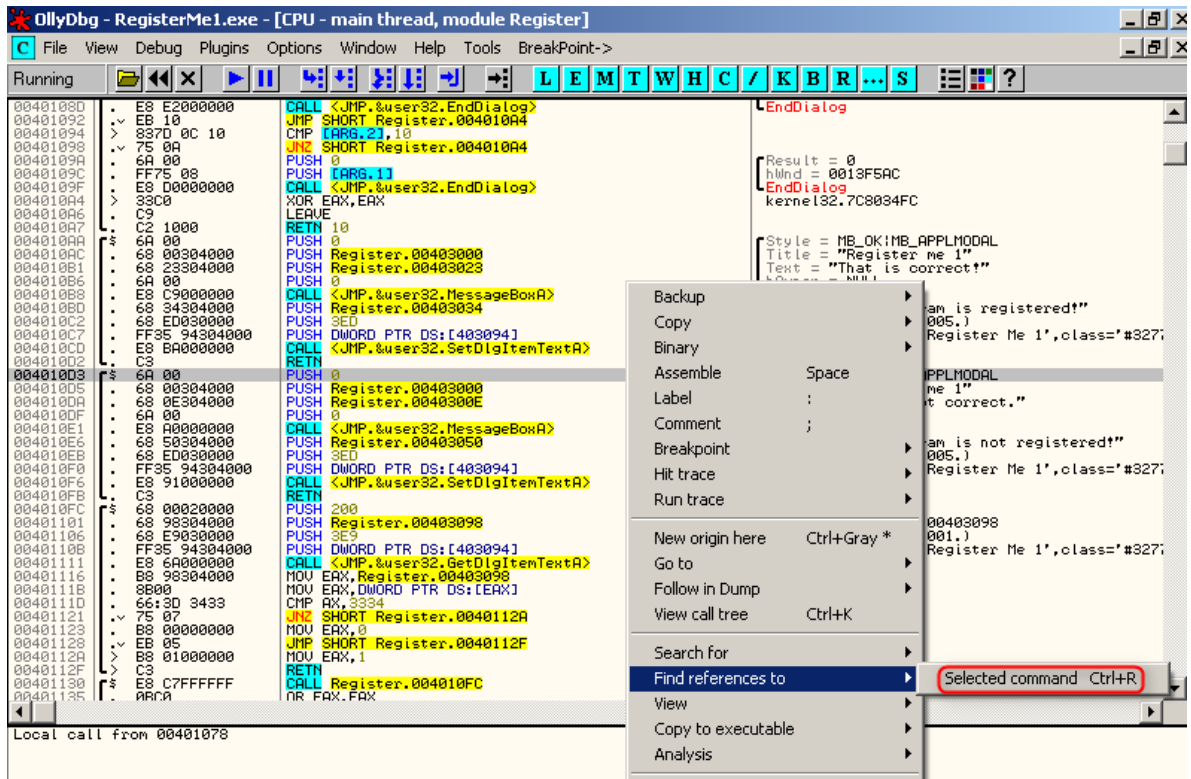 OllyDbg - RegisterMe1.exe - [CPU - main thread, module Register]
C File View Debug Plugins Options Window Help Tools BreakPoint->
Running L E M T W H C / K B R ... S ?
0040108D . E8 E2000000 CALL <JMP.&user32.EndDialog> EndDialog
00401092 .v EB 10 JMP SHORT Register.004010A4
00401094 > 837D 0C 10 CMP [ARG.2],10
00401098 .v 75 0A JNZ SHORT Register.004010A4
0040109A . 6A 00 PUSH 0 Result = 0
0040109C . FF75 08 PUSH [ARG.1] hWnd = 0013F5AC
0040109F . E8 D0000000 CALL <JMP.&user32.EndDialog> EndDialog
004010A4 > 33C0 XOR EAX,EAX kernel32.7C8034FC
004010A6 . C9 LEAVE
004010A7 . C2 1000 RETN 10
004010AA $ 6A 00 PUSH 0 Style = MB_OK|MB_APPLMODAL
004010AC . 68 00304000 PUSH Register.00403000 Title = "Register me 1"
004010B1 . 68 23304000 PUSH Register.00403023 Text = "That is correct!"
004010B6 . 6A 00 PUSH 0 hOwner = NULL
004010B8 . E8 C9000000 CALL <JMP.&user32.MessageBoxA>
004010BD . 68 34304000 PUSH Register.00403034 am is registered!"
004010C2 . 68 ED030000 PUSH 3ED 005.)
004010C7 . FF35 94304000 PUSH DWORD PTR DS:[403094] Register Me 1',class='#327
004010CD . E8 BA000000 CALL <JMP.&user32.SetDlgItemTextA>
004010D2 . C3 RETN
004010D3 $ 6A 00 PUSH 0 APPLMODAL
004010D5 . 68 00304000 PUSH Register.00403000 me 1"
004010DA . 68 0E304000 PUSH Register.0040300E t correct."
004010DF . 6A 00 PUSH 0
004010E1 . E8 A0000000 CALL <JMP.&user32.MessageBoxA>
004010E6 . 68 50304000 PUSH Register.00403050 am is not registered!"
004010EB . 68 ED030000 PUSH 3ED 005.)
004010F0 . FF35 94304000 PUSH DWORD PTR DS:[403094] Register Me 1',class='#327
004010F6 . E8 91000000 CALL <JMP.&user32.SetDlgItemTextA>
004010FB . C3 RETN
004010FC $ 68 00020000 PUSH 200
00401101 . 68 98304000 PUSH Register.00403098 00403098
00401106 . 68 E9030000 PUSH 3E9 001.)
0040110B . FF35 94304000 PUSH DWORD PTR DS:[403094] Register Me 1',class='#327
00401111 . E8 6A000000 CALL <JMP.&user32.GetDlgItemTextA>
00401116 . B8 98304000 MOV EAX,Register.00403098
0040111B . 8B00 MOV EAX,DWORD PTR DS:[EAX]
0040111D . 66:3D 3433 CMP AX,3334
00401121 .v 75 07 JNZ SHORT Register.0040112A
00401123 . B8 00000000 MOV EAX,0
00401128 .v EB 05 JMP SHORT Register.0040112F
0040112A > B8 01000000 MOV EAX,1
0040112F > C3 RETN
00401130 $ E8 C7FFFFFF CALL Register.004010FC
00401135 . 0BC0 OR EAX,EAX
Backup
Copy
Binary
Assemble Space
Label :
Comment ;
Breakpoint
Hit trace
Run trace
New origin here Ctrl+Gray *
Go to
Follow in Dump
View call tree Ctrl+K
Search for
Find references to
Selected command Ctrl+R
View
Copy to executable
Analysis
Local call from 00401078